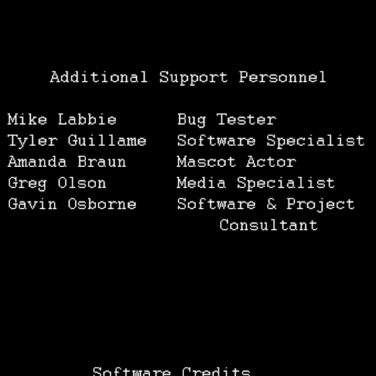 Additional Support Personnel
Mike Labbie Bug Tester
Tyler Guillame Software Specialist
Amanda Braun Mascot Actor
Greg Olson Media Specialist
Gavin Osborne Software & Project
Consultant
Software Credits